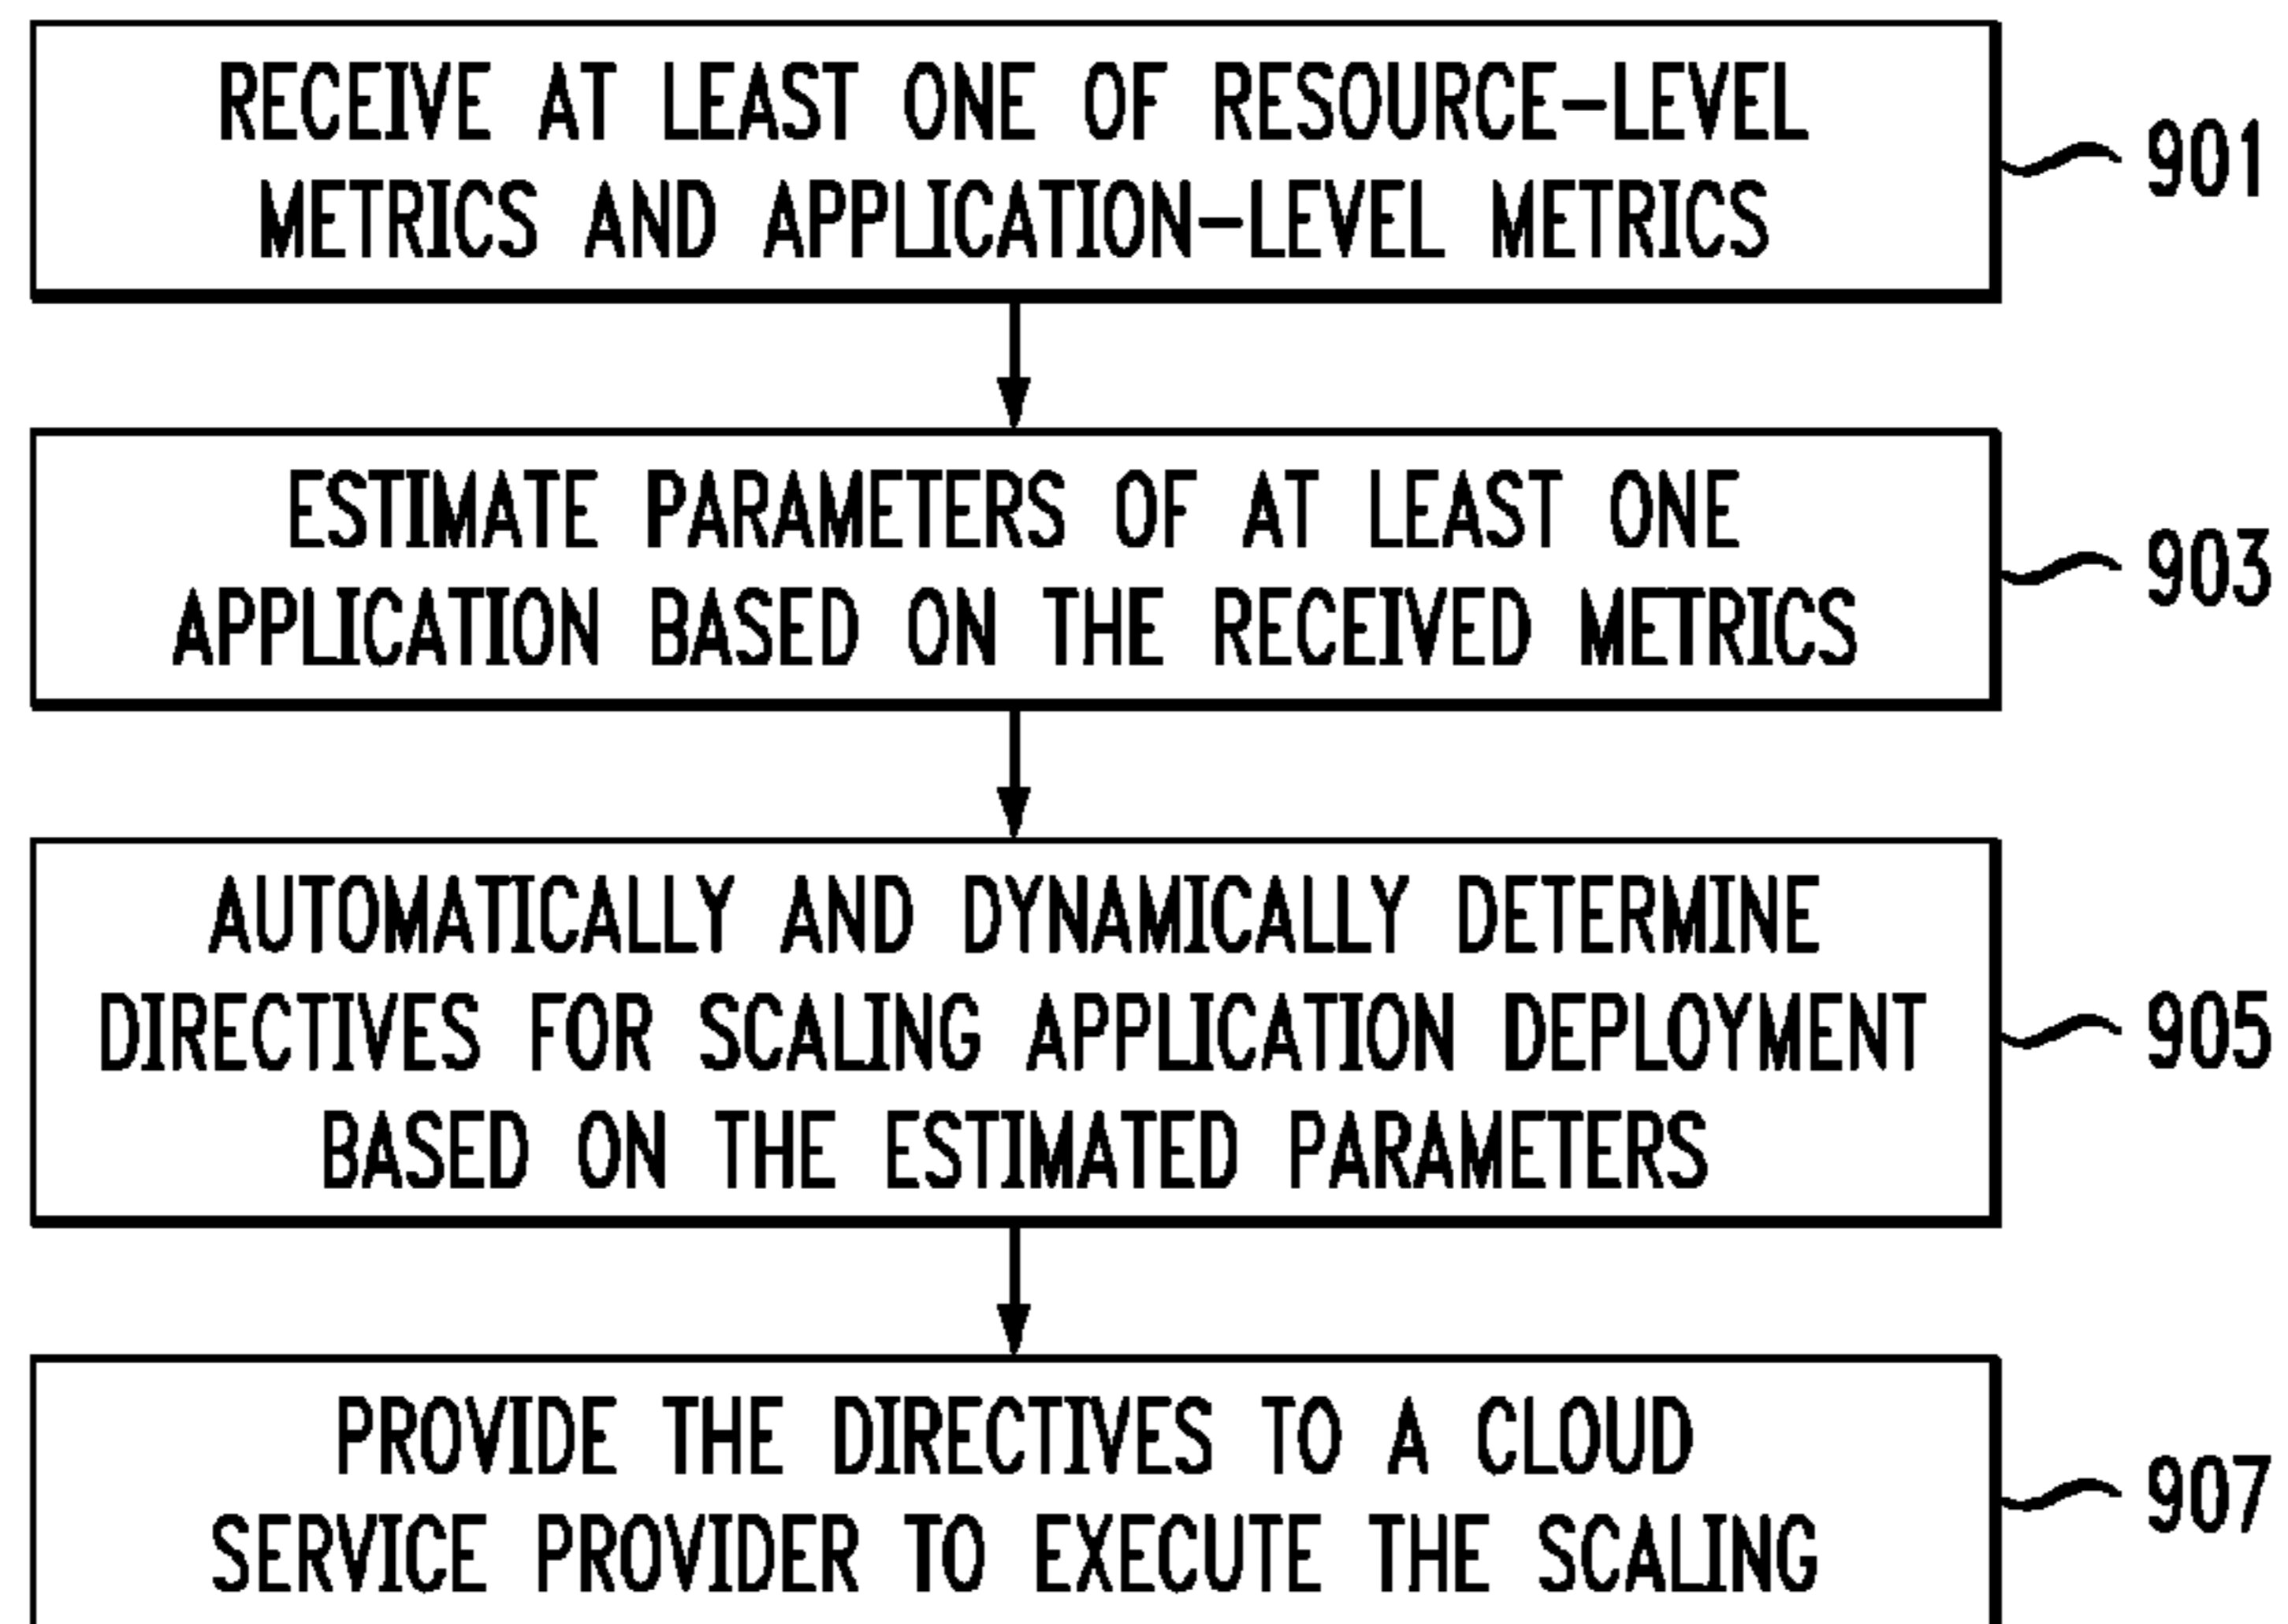 RECEIVE AT LEAST ONE OF RESOURCE-LEVEL
METRICS AND APPLICATION-LEVEL METRICS
901
ESTIMATE PARAMETERS OF AT LEAST ONE
APPLICATION BASED ON THE RECEIVED METRICS
903
AUTOMATICALLY AND DYNAMICALLY DETERMINE
DIRECTIVES FOR SCALING APPLICATION DEPLOYMENT
BASED ON THE ESTIMATED PARAMETERS
905
PROVIDE THE DIRECTIVES TO A CLOUD
SERVICE PROVIDER TO EXECUTE THE SCALING
907